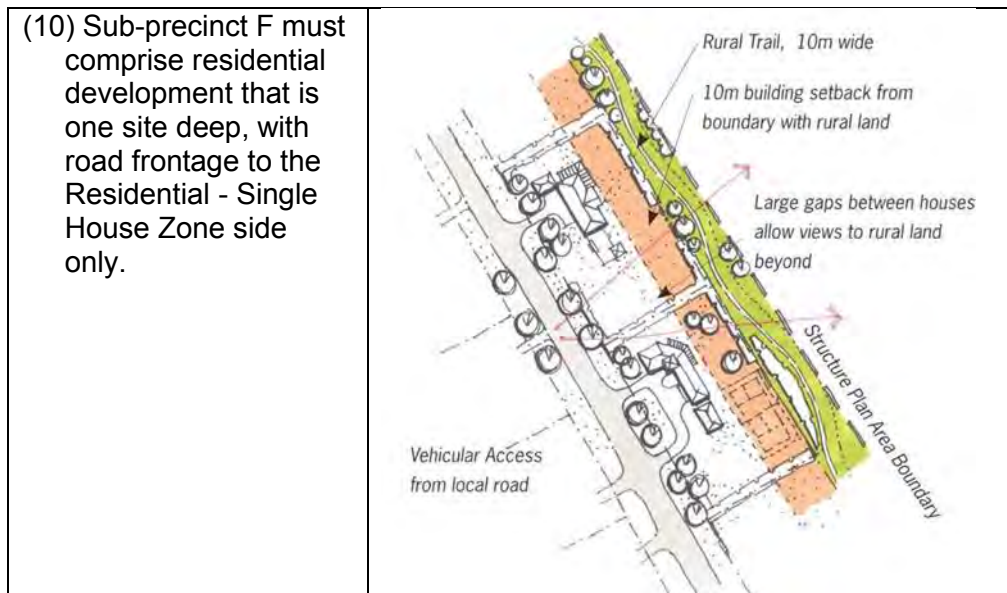 (10) Sub-precinct F must
comprise residential
development that is
one site deep, with
road frontage to the
Residential - Single
House Zone side
only.
Rural Trail, 10m wide
10m building setback from
boundary with rural land
Large gaps between houses
allow views to rural land
beyond
Structure Plan Area Boundary
Vehicular Access
from local road